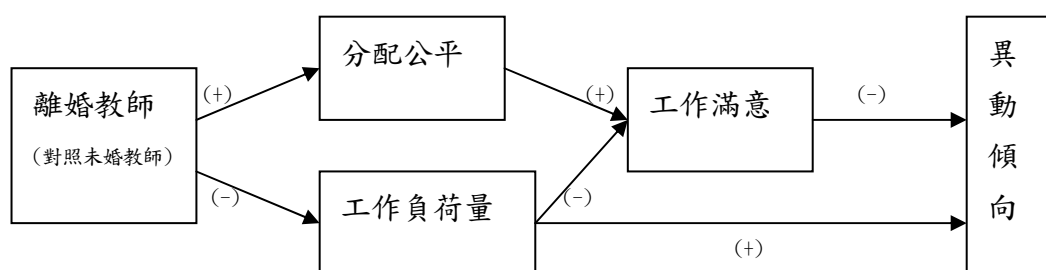 離婚教師
（對照未婚教師）
(+)
(-)
分配公平
工作負荷量
(+)
(-)
工作滿意
(-)
(+)
異
動
傾
向